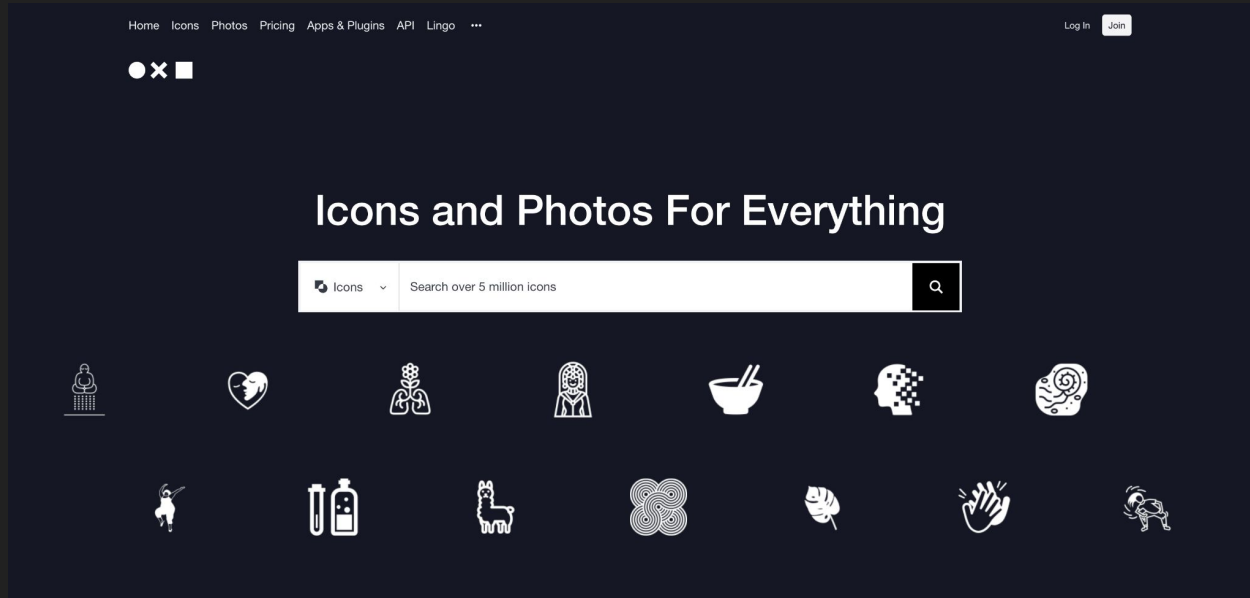 Home Icons Photos Pricing Apps & Plugins API Lingo ••• Log In Join
Icons and Photos For Everything
Icons Search over 5 million icons